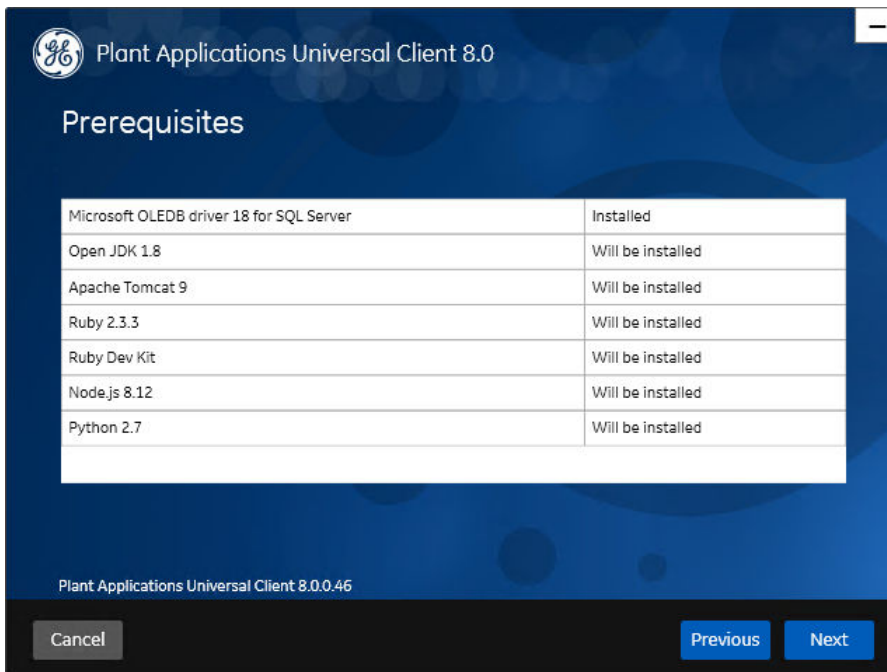 Plant Applications Universal Client 8.0
Prerequisites
Microsoft OLEDB driver 18 for SQL Server Installed
Open JDK 1.8 Will be installed
Apache Tomcat 9 Will be installed
Ruby 2.3.3 Will be installed
Ruby Dev Kit Will be installed
Node.js 8.12 Will be installed
Python 2.7 Will be installed
Plant Applications Universal Client 8.0.0.46
Cancel Previous Next